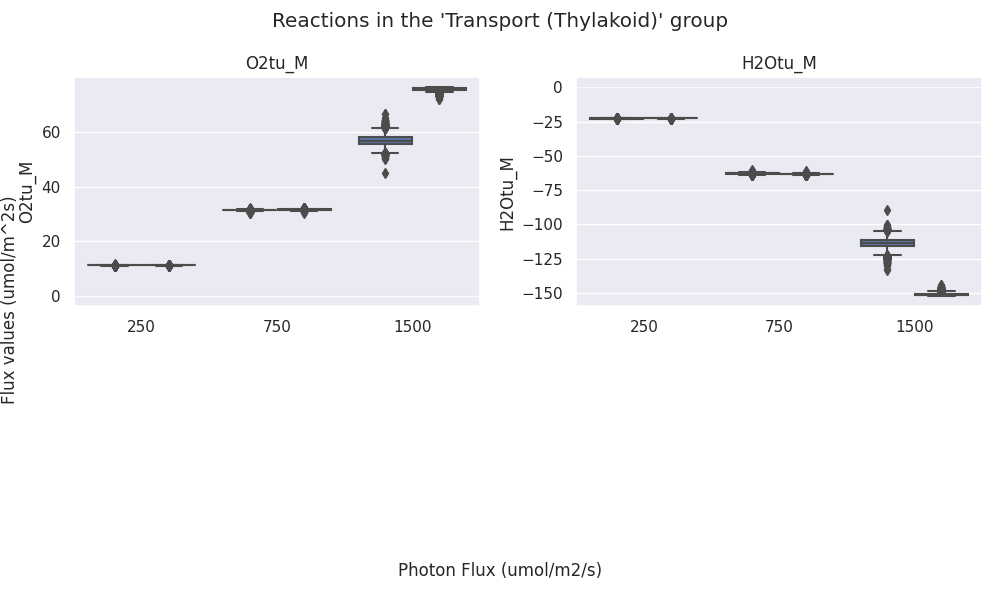 Reactions in the 'Transport (Thylakoid)' group
O2tu_M
H2Otu_M
Flux values (umol/m^2s)
O2tu_M
60
40
20
0
250
750
1500
H2Otu_M
0
−25
−50
−75
−100
−125
−150
250
750
1500
Photon Flux (umol/m2/s)